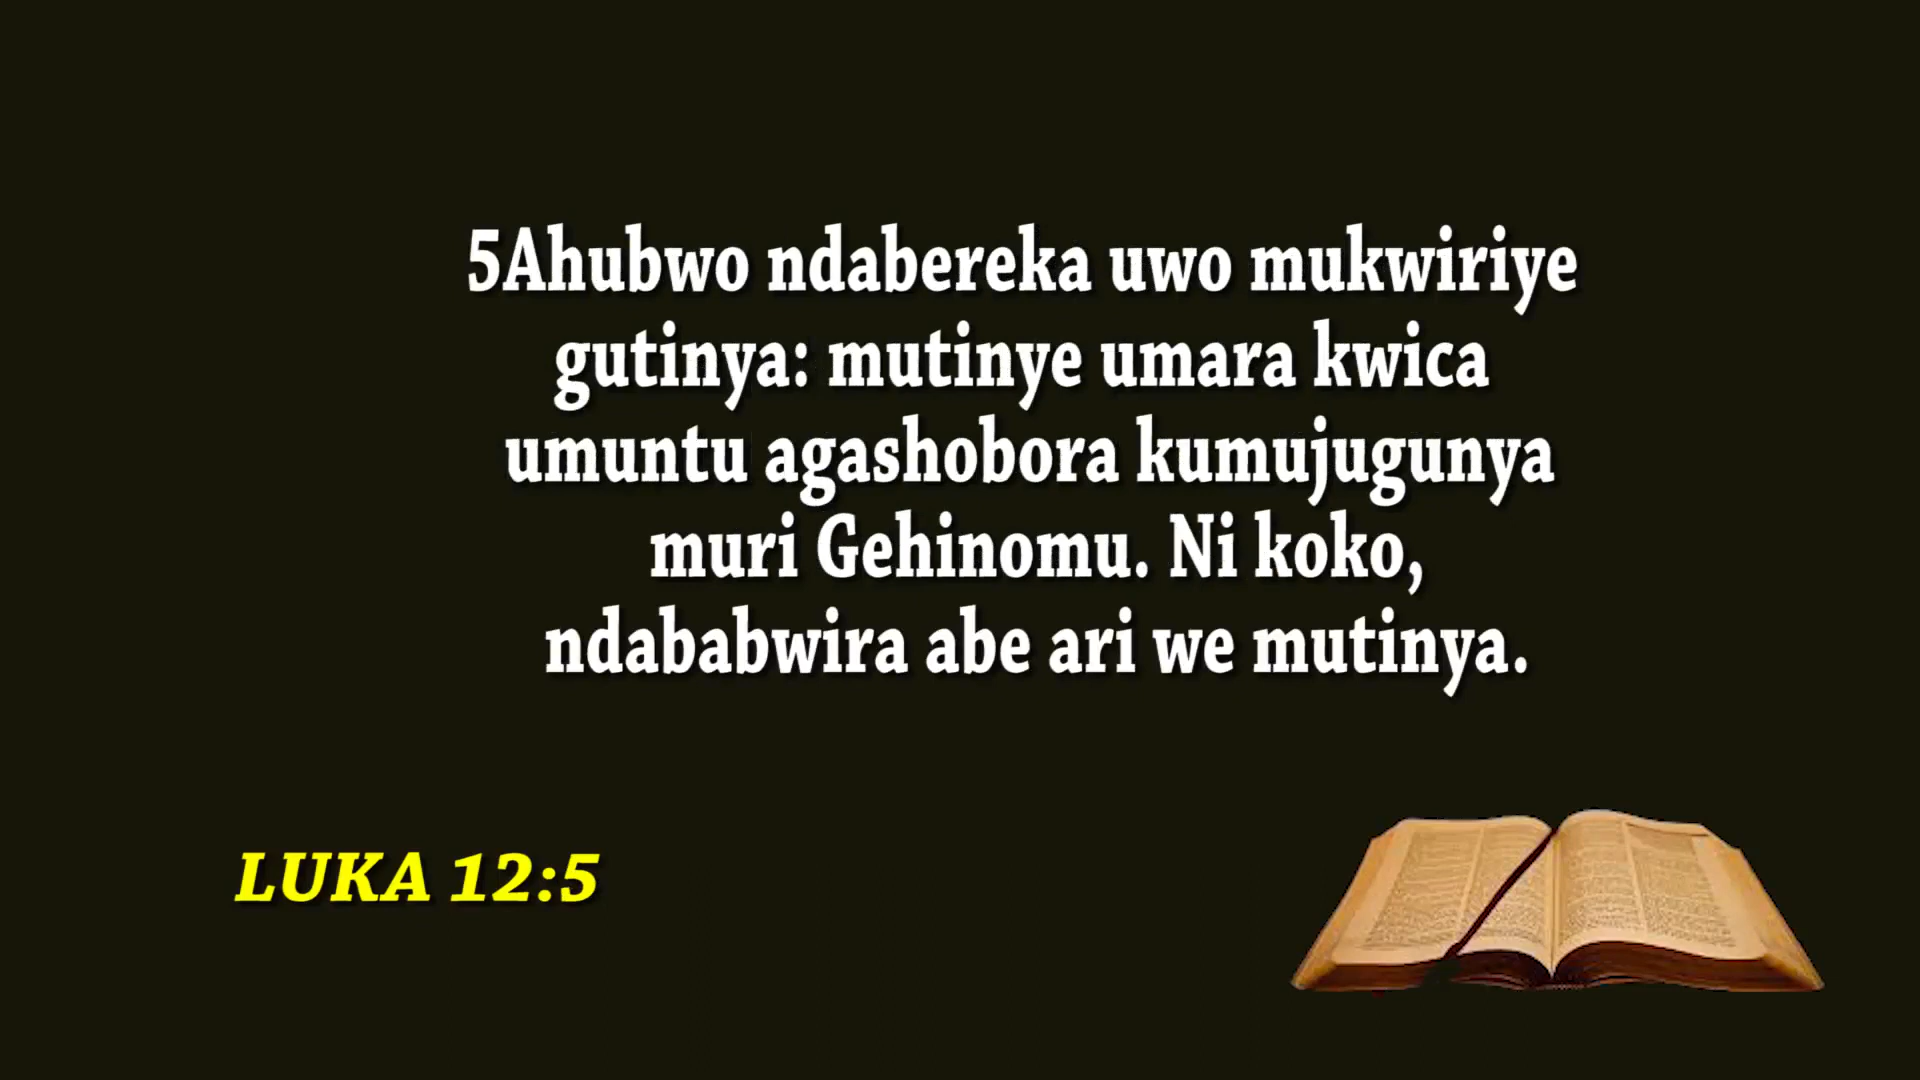 5Ahubwo ndabereka uwo mukwiriye
gutinya: mutinye umara kwica
umuntu agashobora kumujugunya
muri Gehinomu. Ni koko,
ndababwira abe ari we mutinya.
LUKA 12:5